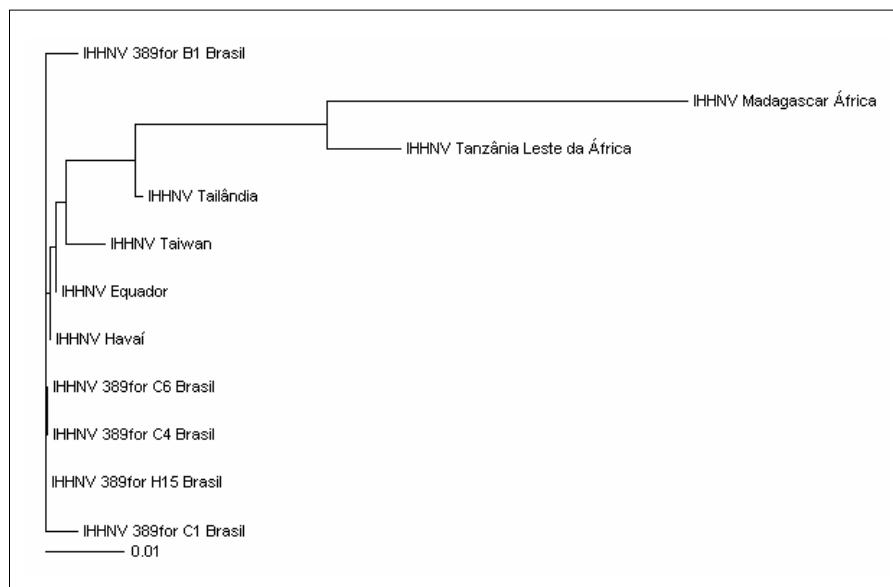 IHHNV 389for B1 Brasil
IHHNV Madagascar África
IHHNV Tanzânia Leste da África
IHHNV Tailândia
IHHNV Taiwan
IHHNV Equador
IHHNV Havaí
IHHNV 389for C6 Brasil
IHHNV 389for C4 Brasil
IHHNV 389for H15 Brasil
IHHNV 389for C1 Brasil
0.01